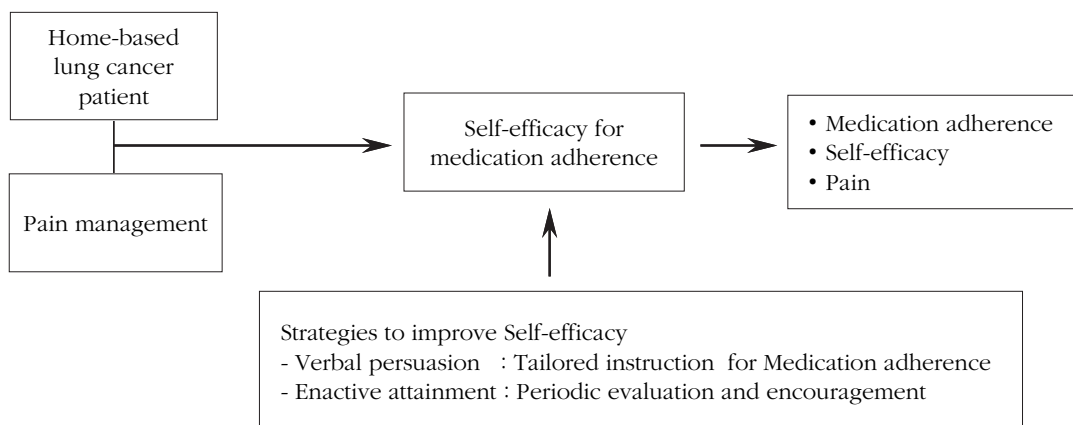 Home-based
lung cancer
patient
Pain management
Self-efficacy for
medication adherence
• Medication adherence
• Self-efficacy
• Pain
Strategies to improve Self-efficacy
- Verbal persuasion : Tailored instruction for Medication adherence
- Enactive attainment : Periodic evaluation and encouragement